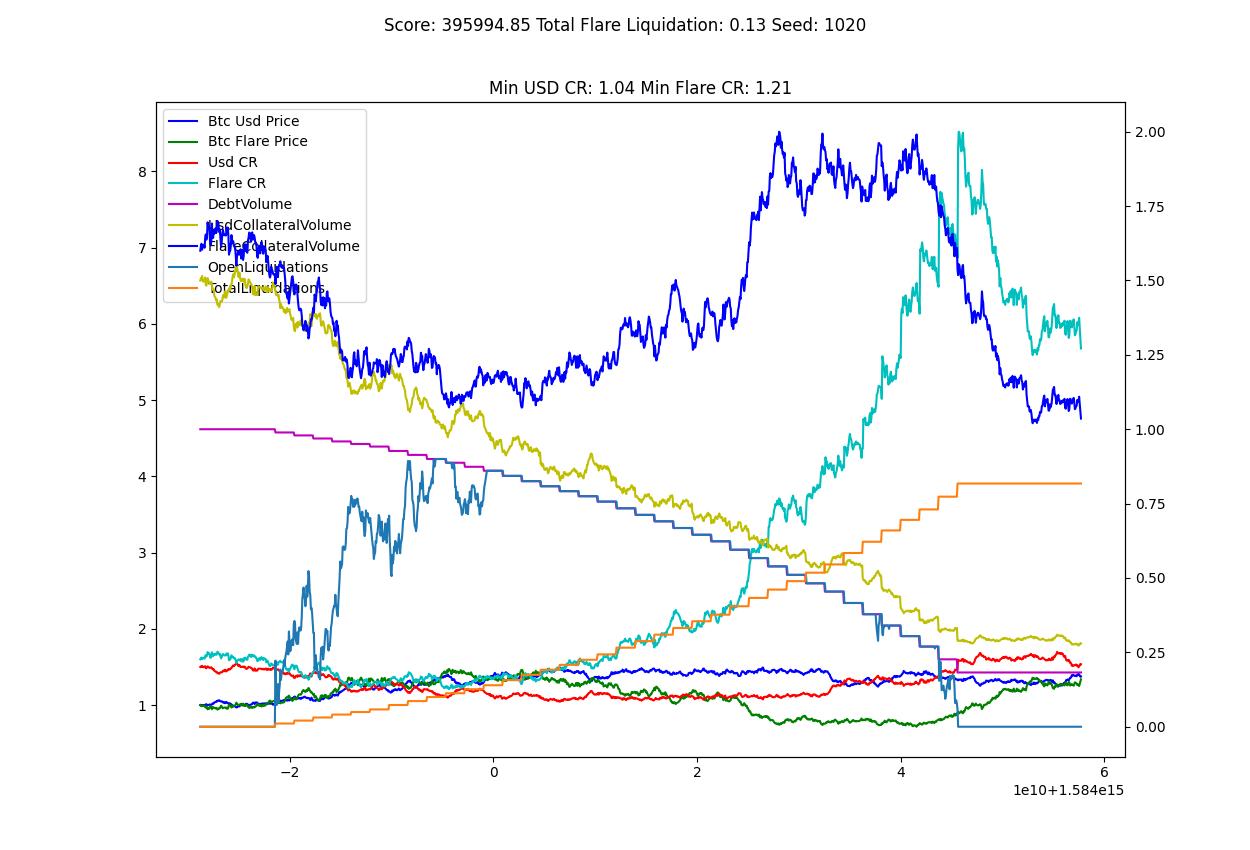 Score: 395994.85 Total Flare Liquidation: 0.13 Seed: 1020
Min USD CR: 1.04 Min Flare CR: 1.21
Btc Usd Price
Btc Flare Price
Usd CR
Flare CR
DebtVolume
UsdCollateralVolume
FlareCollateralVolume
OpenLiquidations
TotalLiquidations
8
7
6
5
4
3
2
1
2.00
1.75
1.50
1.25
1.00
0.75
0.50
0.25
0.00
−2 0 2 4 6
1e10+1.584e15